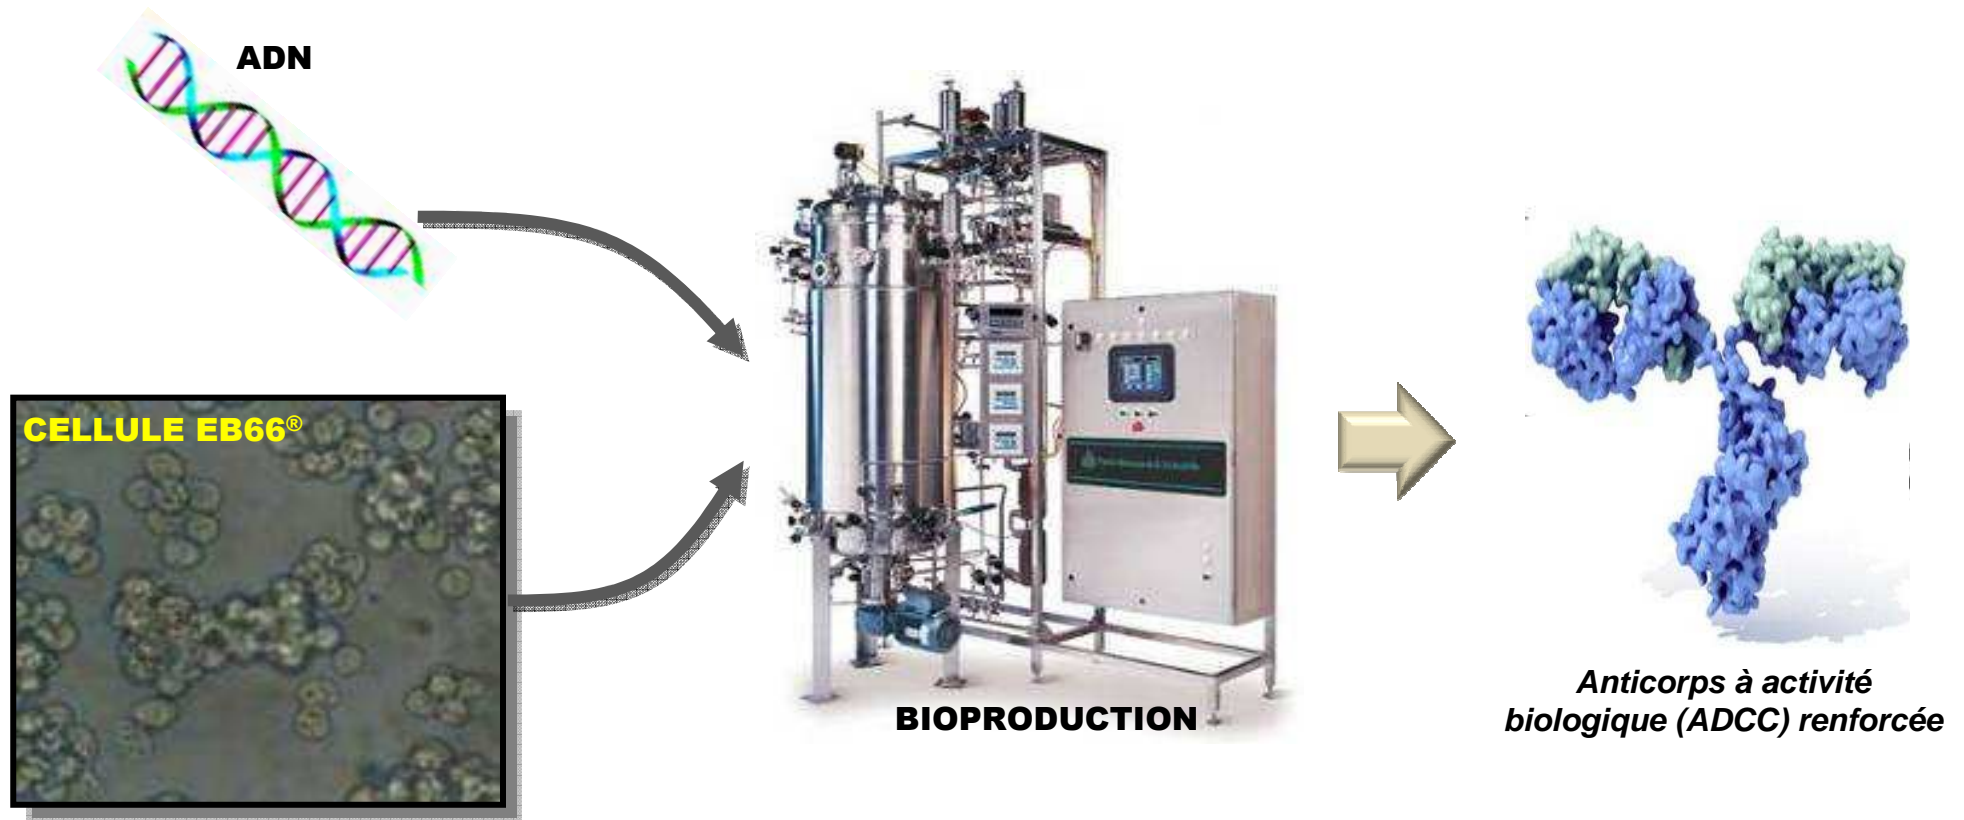 ADN
CELLULE EB66®
BIOPRODUCTION
Anticorps à activité
biologique (ADCC) renforcée